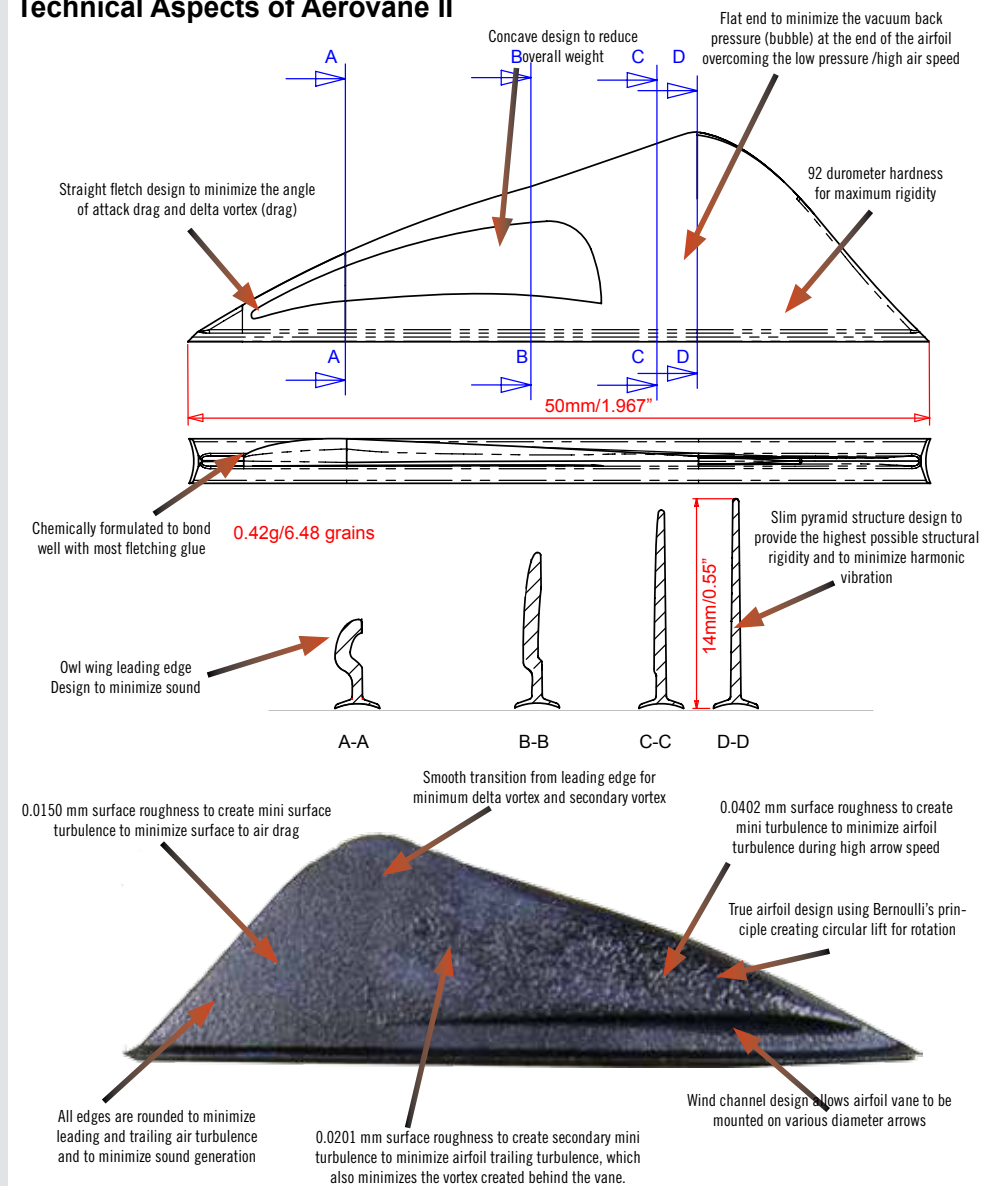 Technical Aspects of Aerovane II
Flat end to minimize the vacuum back
pressure (bubble) at the end of the airfoil
overcoming the low pressure /high air speed
Concave design to reduce
overall weight
A
B
C
D
Straight fletch design to minimize the angle
of attack drag and delta vortex (drag)
92 durometer hardness
for maximum rigidity
A
B
C
D
50mm/1.967”
Chemically formulated to bond
well with most fletching glue
0.42g/6.48 grains
Slim pyramid structure design to
provide the highest possible structural
rigidity and to minimize harmonic
vibration
14mm/0.55”
Owl wing leading edge
Design to minimize sound
A-A
B-B
C-C
D-D
Smooth transition from leading edge for
minimum delta vortex and secondary vortex
0.0150 mm surface roughness to create mini surface
turbulence to minimize surface to air drag
0.0402 mm surface roughness to create
mini turbulence to minimize airfoil
turbulence during high arrow speed
True airfoil design using Bernoulli’s prin-
ciple creating circular lift for rotation
All edges are rounded to minimize
leading and trailing air turbulence
and to minimize sound generation
0.0201 mm surface roughness to create secondary mini
turbulence to minimize airfoil trailing turbulence, which
also minimizes the vortex created behind the vane.
Wind channel design allows airfoil vane to be
mounted on various diameter arrows